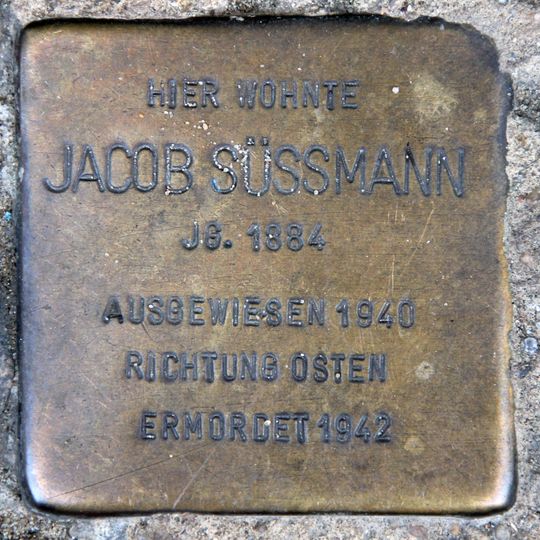 HIER WOHNTE
JACOB SÜSSMANN
JG. 1884
AUSGEWIESEN 1940
RICHTUNG OSTEN
ERMORDET 1942